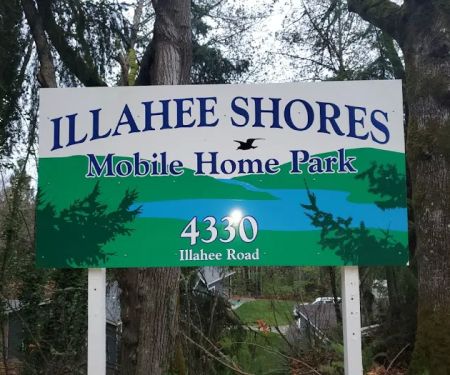 ILLAHEE SHORES
Mobile Home Park
4330
Illahee Road